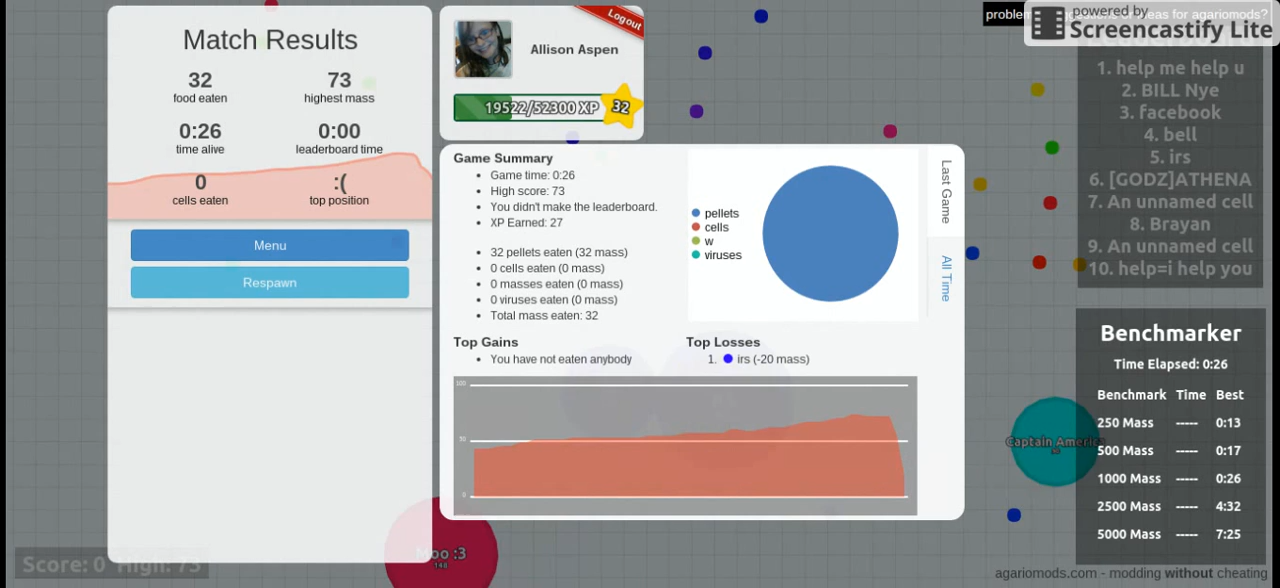 Match Results
32
food eaten
73
highest mass
0:26
time alive
0:00
leaderboard time
0
cells eaten
:(
top position
Menu
Respawn
Score: 0 High: 73
Logout
Allison Aspen
19522/52300 XP
32
Game Summary
Game time: 0:26
High score: 73
You didn't make the leaderboard.
XP Earned: 27
32 pellets eaten (32 mass)
0 cells eaten (0 mass)
0 masses eaten (0 mass)
0 viruses eaten (0 mass)
Total mass eaten: 32
pellets
cells
w
viruses
Last Game
All Time
Top Gains
You have not eaten anybody
Top Losses
1. irs (-20 mass)
100
50
0
Moo :3
148
powered by
Screencastify Lite
for agariomods?
1. help me help u
2. BILL Nye
3. facebook
4. bell
5. irs
6. [GODZ]ATHENA
7. An unnamed cell
8. Brayan
9. An unnamed cell
10. help=i help you
Benchmarker
Time Elapsed: 0:26
Benchmark Time Best
250 Mass ----- 0:13
500 Mass ----- 0:17
1000 Mass ----- 0:26
2500 Mass ----- 4:32
5000 Mass ----- 7:25
Captain America
agariomods.com - modding without cheating